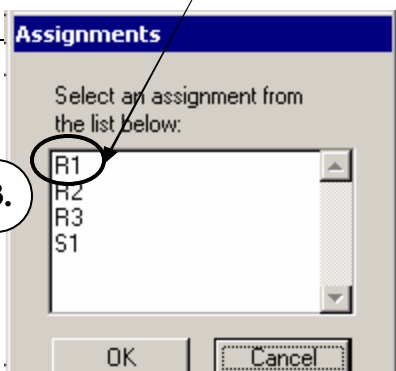 Assignments
Select an assignment from
the list below:
R1
R2
R3
S1
OK
Cancel